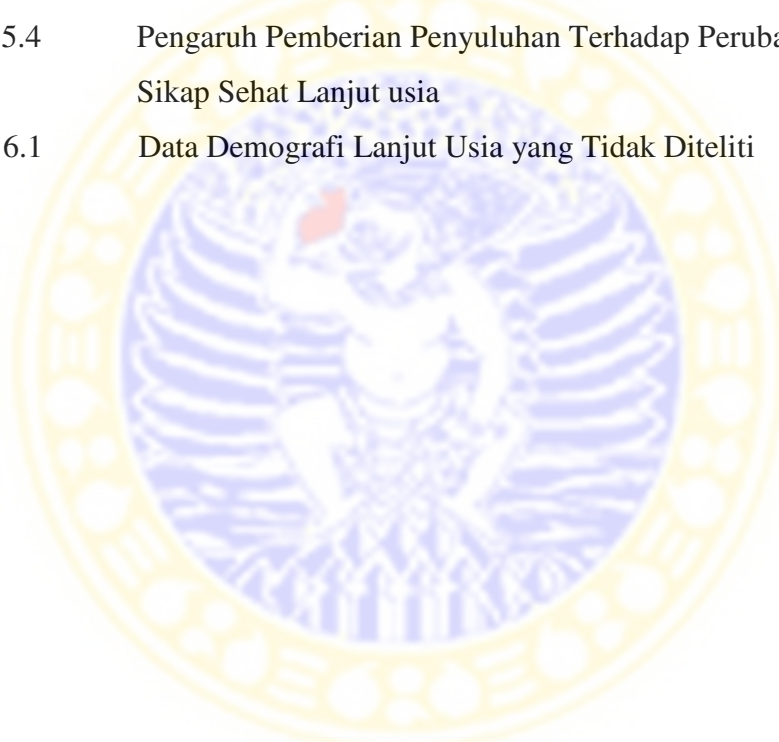 5.4 Pengaruh Pemberian Penyuluhan Terhadap
Sikap Sehat Lanjut usia
6.1 Data Demografi Lanjut Usia yang Tidak Diteliti